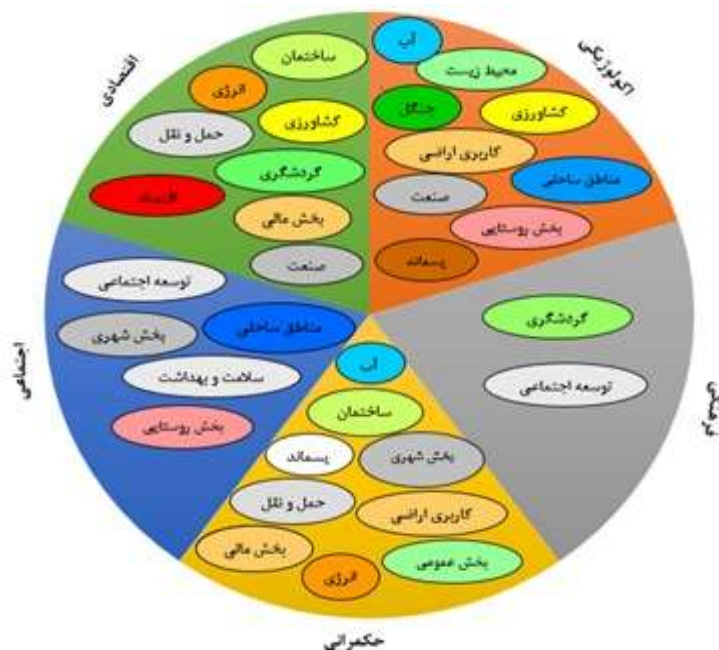 اکولوژیکی
آب
محیط زیست
جنگل
کشاورزی
کاربری اراضی
مناطق ساحلی
صنعت
بخش روستایی
پسماند
فرهنگی
گردشگری
توسعه اجتماعی
حکمرانی
آب
ساختمان
پسماند
بخش شهری
حمل و نقل
کاربری اراضی
بخش مالی
انرژی
بخش عمومی
اجتماعی
توسعه اجتماعی
مناطق ساحلی
بخش شهری
سلامت و بهداشت
بخش روستایی
اقتصادی
ساختمان
انرژی
کشاورزی
حمل و نقل
گردشگری
اقتصاد
بخش مالی
صنعت